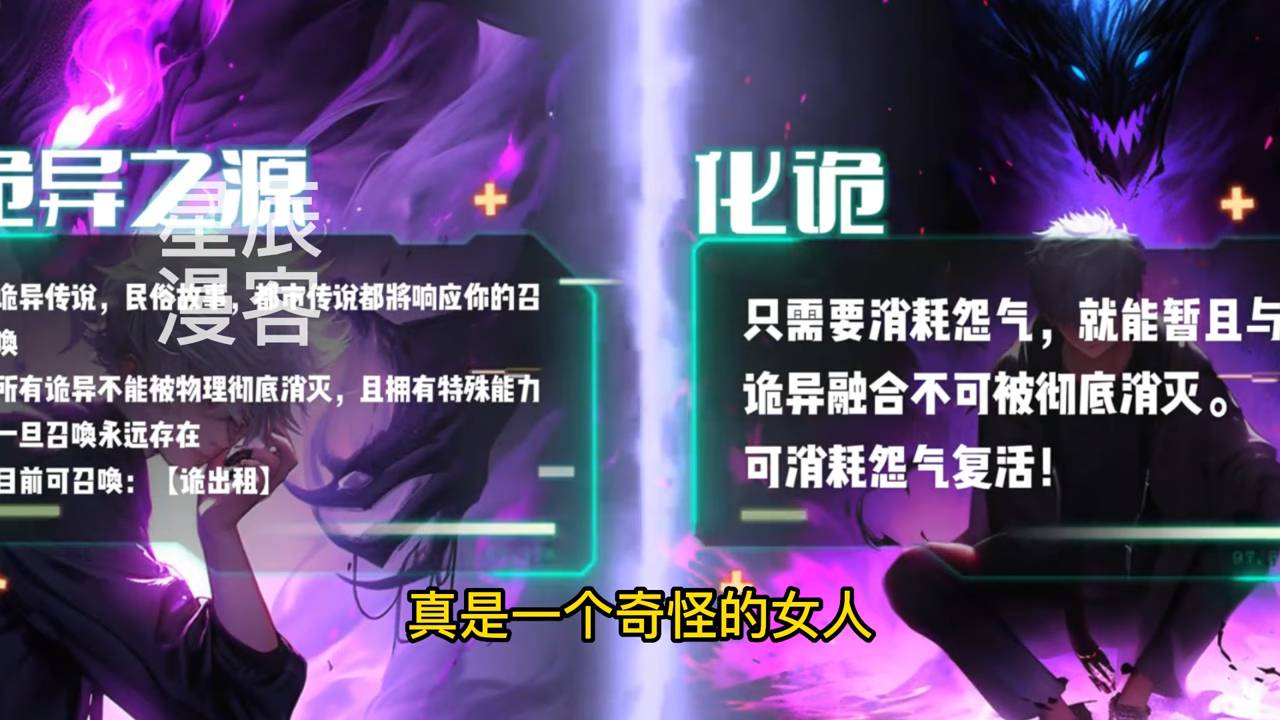 诡异之源
诡异传说，民俗故事，都市传说都将响应你的召
唤
所有诡异不能被物理彻底消灭，且拥有特殊能力
一旦召唤永远存在
目前可召唤：【诡出租】
星辰
漫客
化诡
只需要消耗怨气，就能暂且与
诡异融合不可被彻底消灭。
可消耗怨气复活！
真是一个奇怪的女人